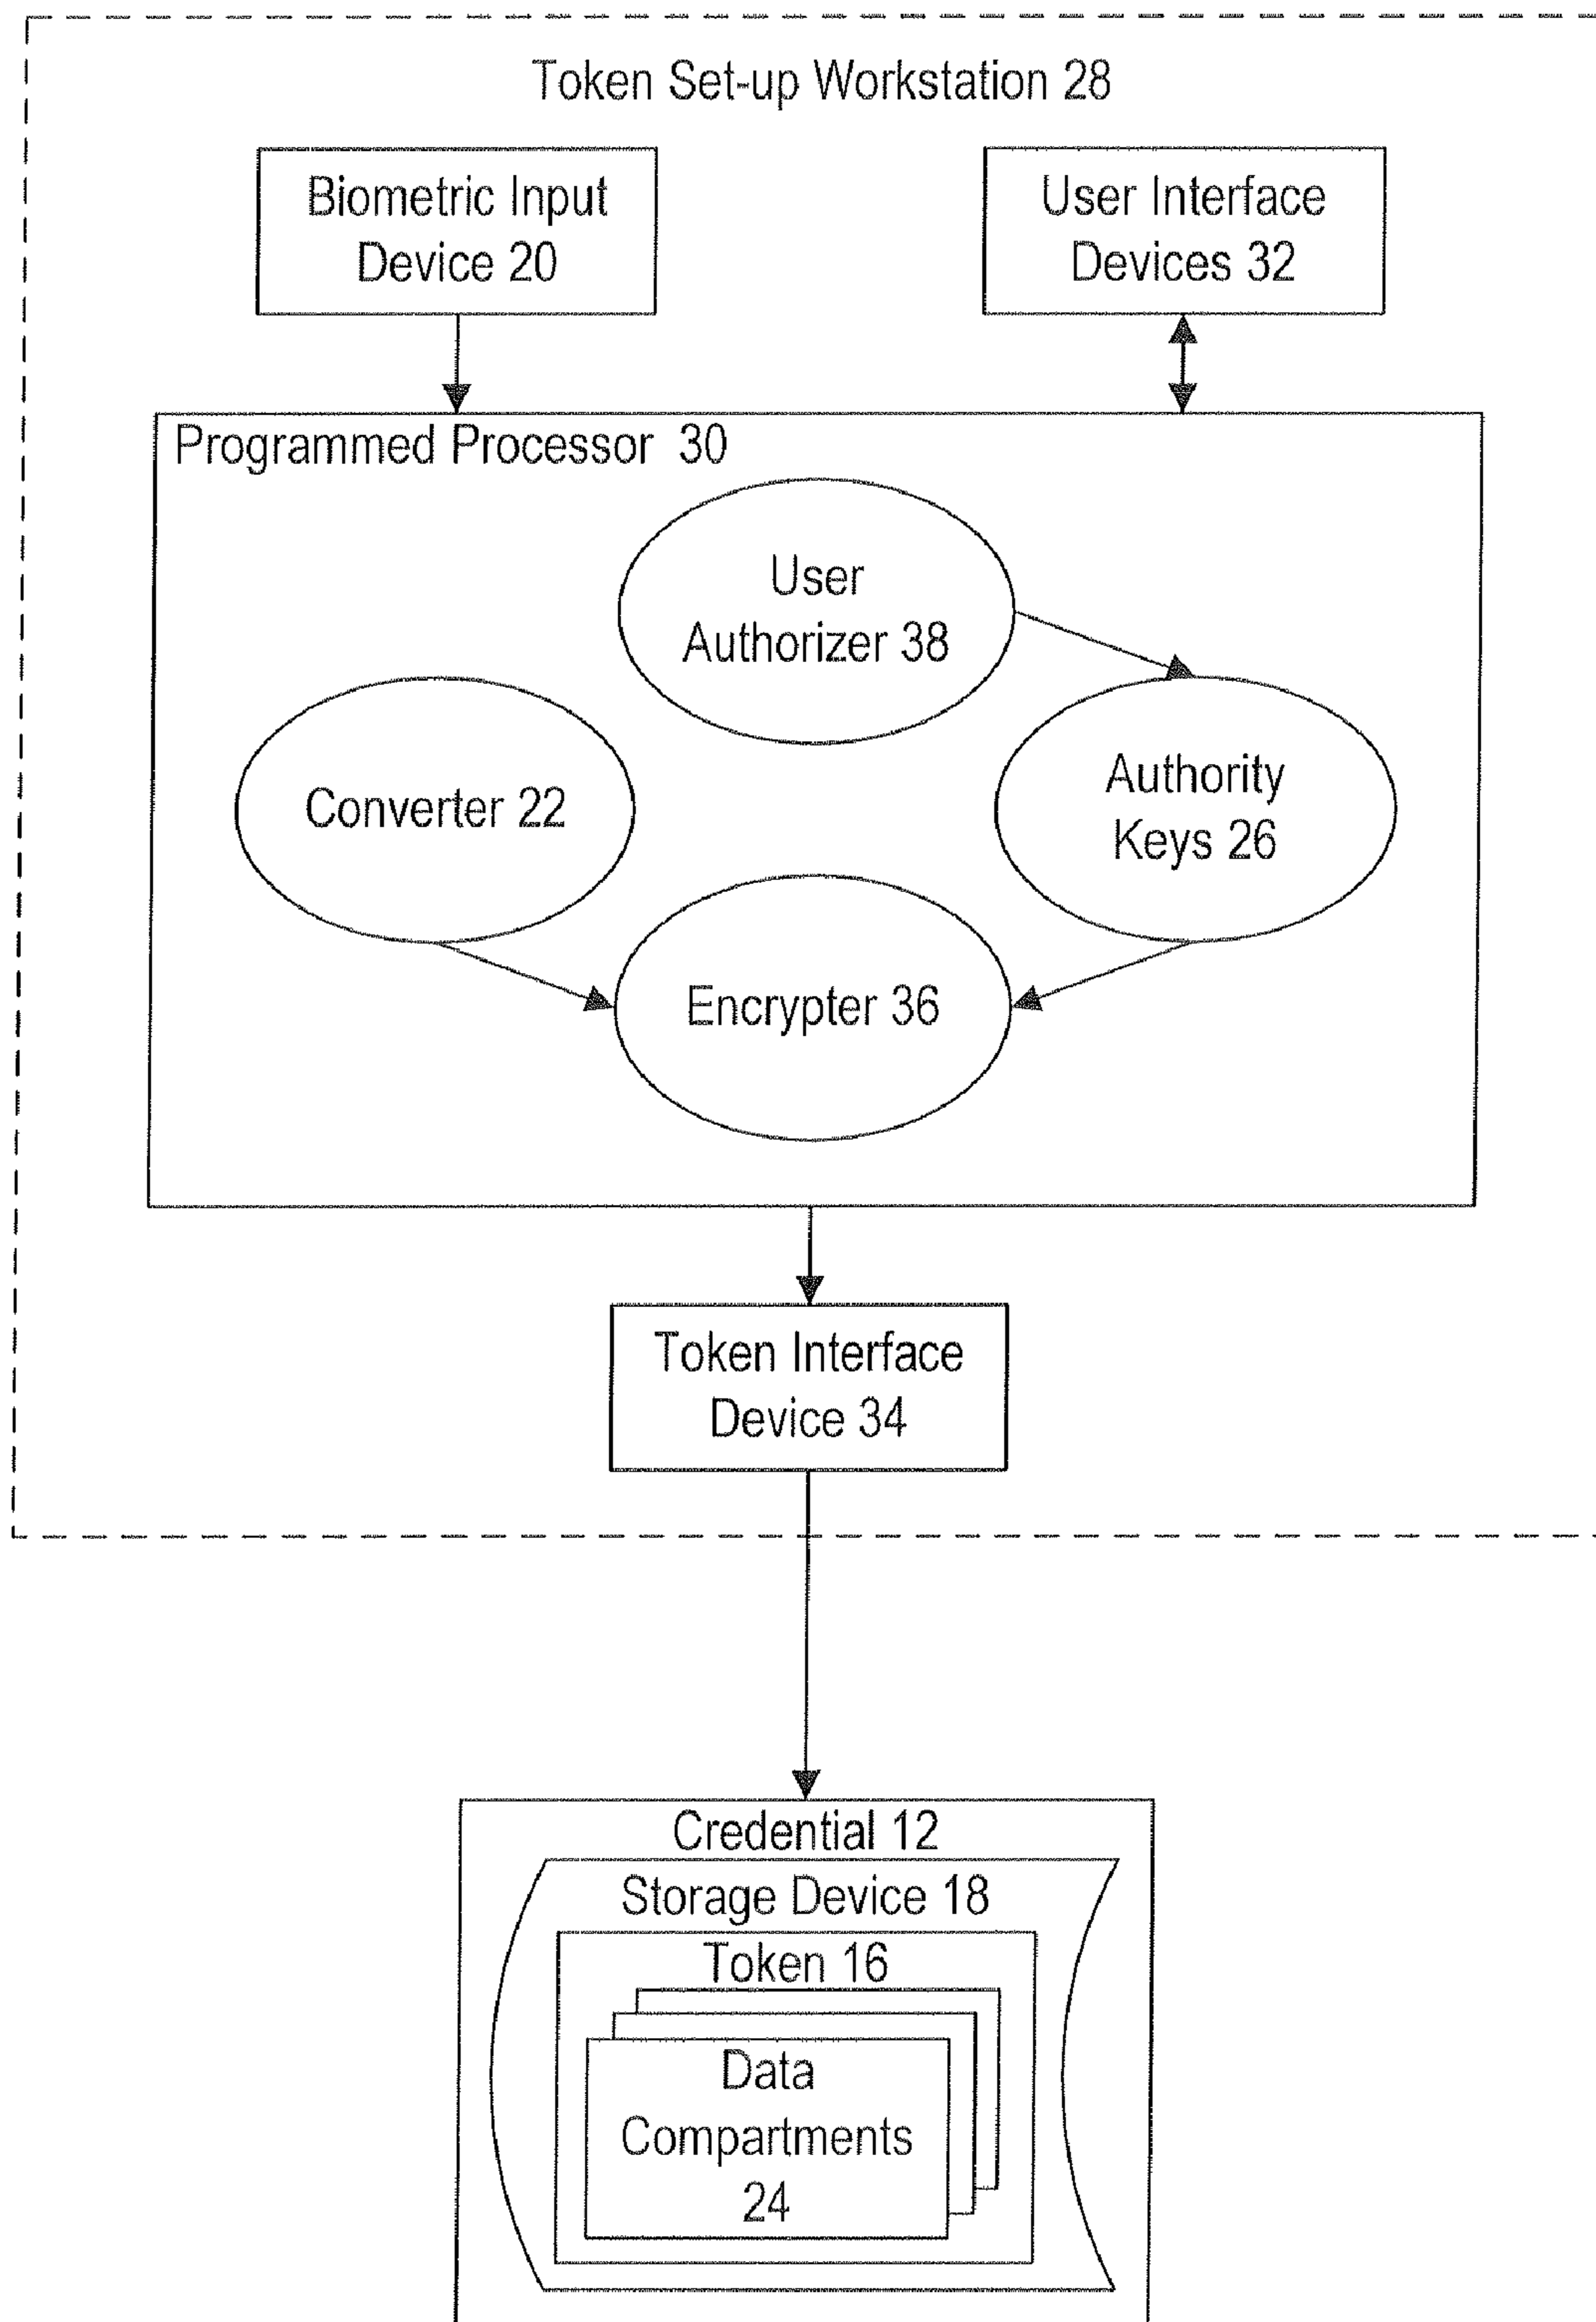 Token Set-up Workstation 28
Biometric Input
Device 20
User Interface
Devices 32
Programmed Processor 30
User
Authorizer 38
Converter 22
Authority
Keys 26
Encrypter 36
Token Interface
Device 34
Credential 12
Storage Device 18
Token 16
Data
Compartments
24